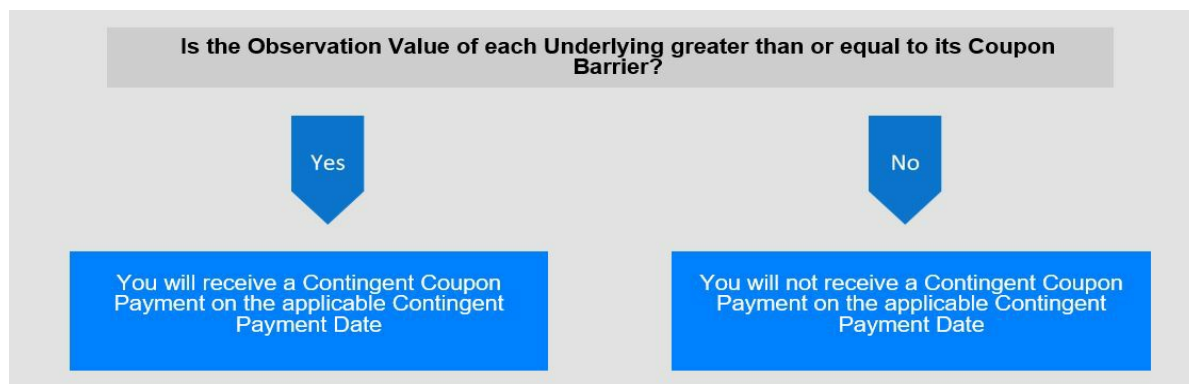 Is the Observation Value of each Underlying greater than or equal to its Coupon
Barrier?
Yes
No
You will receive a Contingent Coupon
Payment on the applicable Contingent
Payment Date
You will not receive a Contingent Coupon
Payment on the applicable Contingent
Payment Date